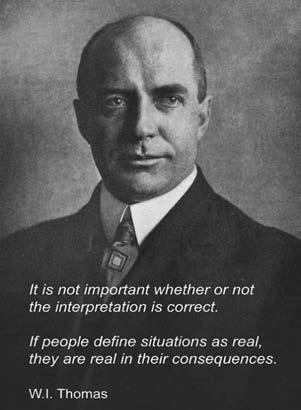 It is not important whether or not
the interpretation is correct.
If people define situations as real,
they are real in their consequences.
W.I. Thomas